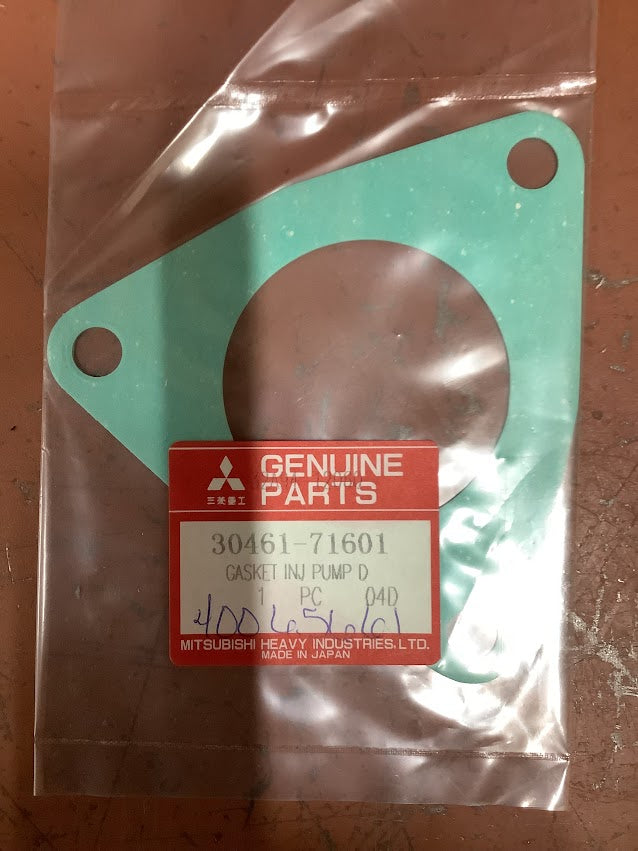 GENUINE
PARTS
三菱重工
30461-71601
GASKET INJ PUMP D
1 PC 04D
MITSUBISHI HEAVY INDUSTRIES, LTD.
MADE IN JAPAN